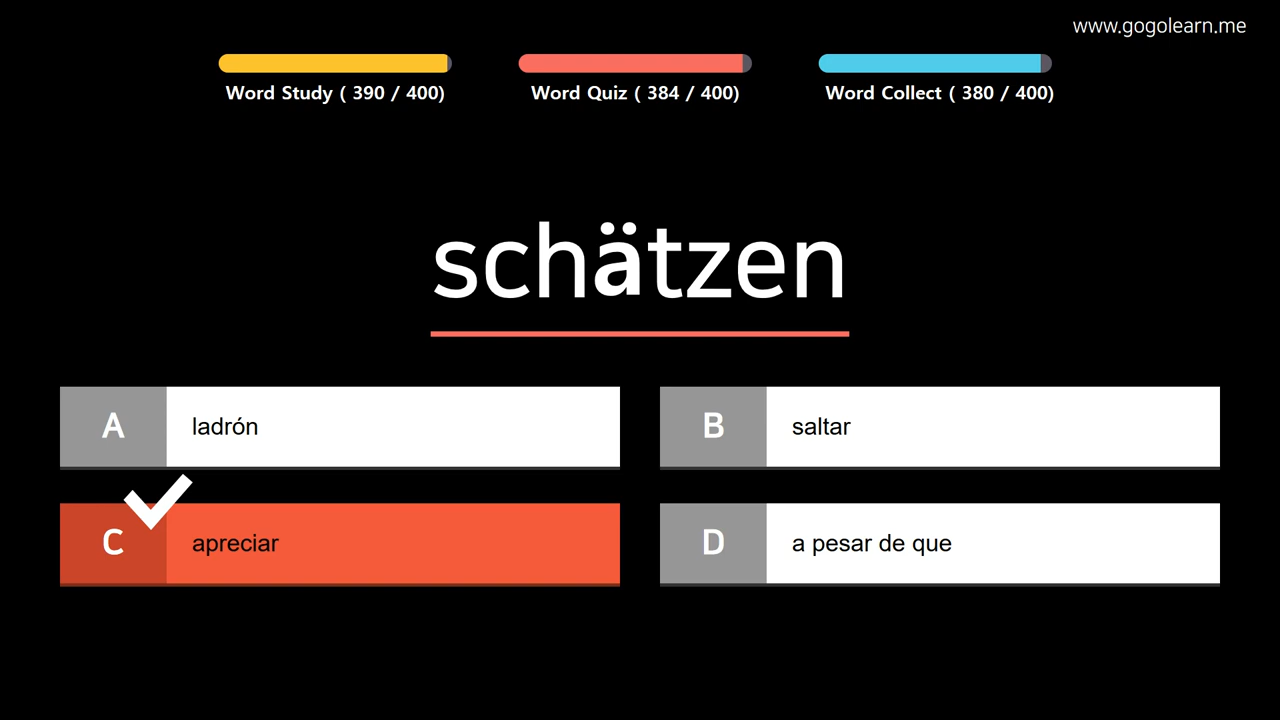 www.gogolearn.me
Word Study ( 390 / 400)
Word Quiz ( 384 / 400)
Word Collect ( 380 / 400)
schätzen
A ladrón
B saltar
C apreciar
D a pesar de que